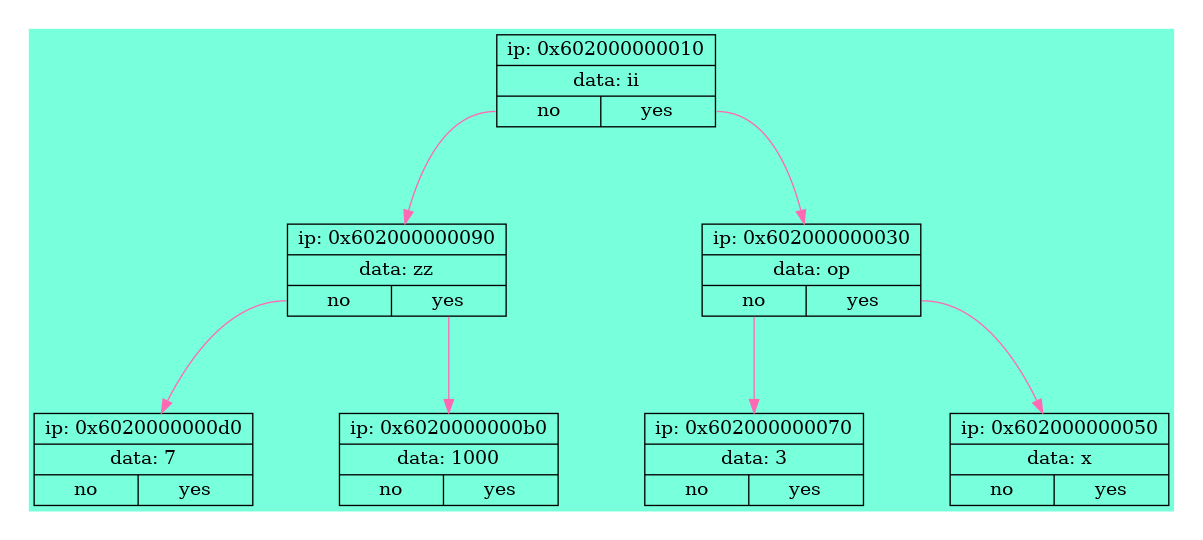 ip: 0x602000000010
data: ii
no yes
ip: 0x602000000090
data: zz
no yes
ip: 0x602000000030
data: op
no yes
ip: 0x6020000000d0
data: 7
no yes
ip: 0x6020000000b0
data: 1000
no yes
ip: 0x602000000070
data: 3
no yes
ip: 0x602000000050
data: x
no yes